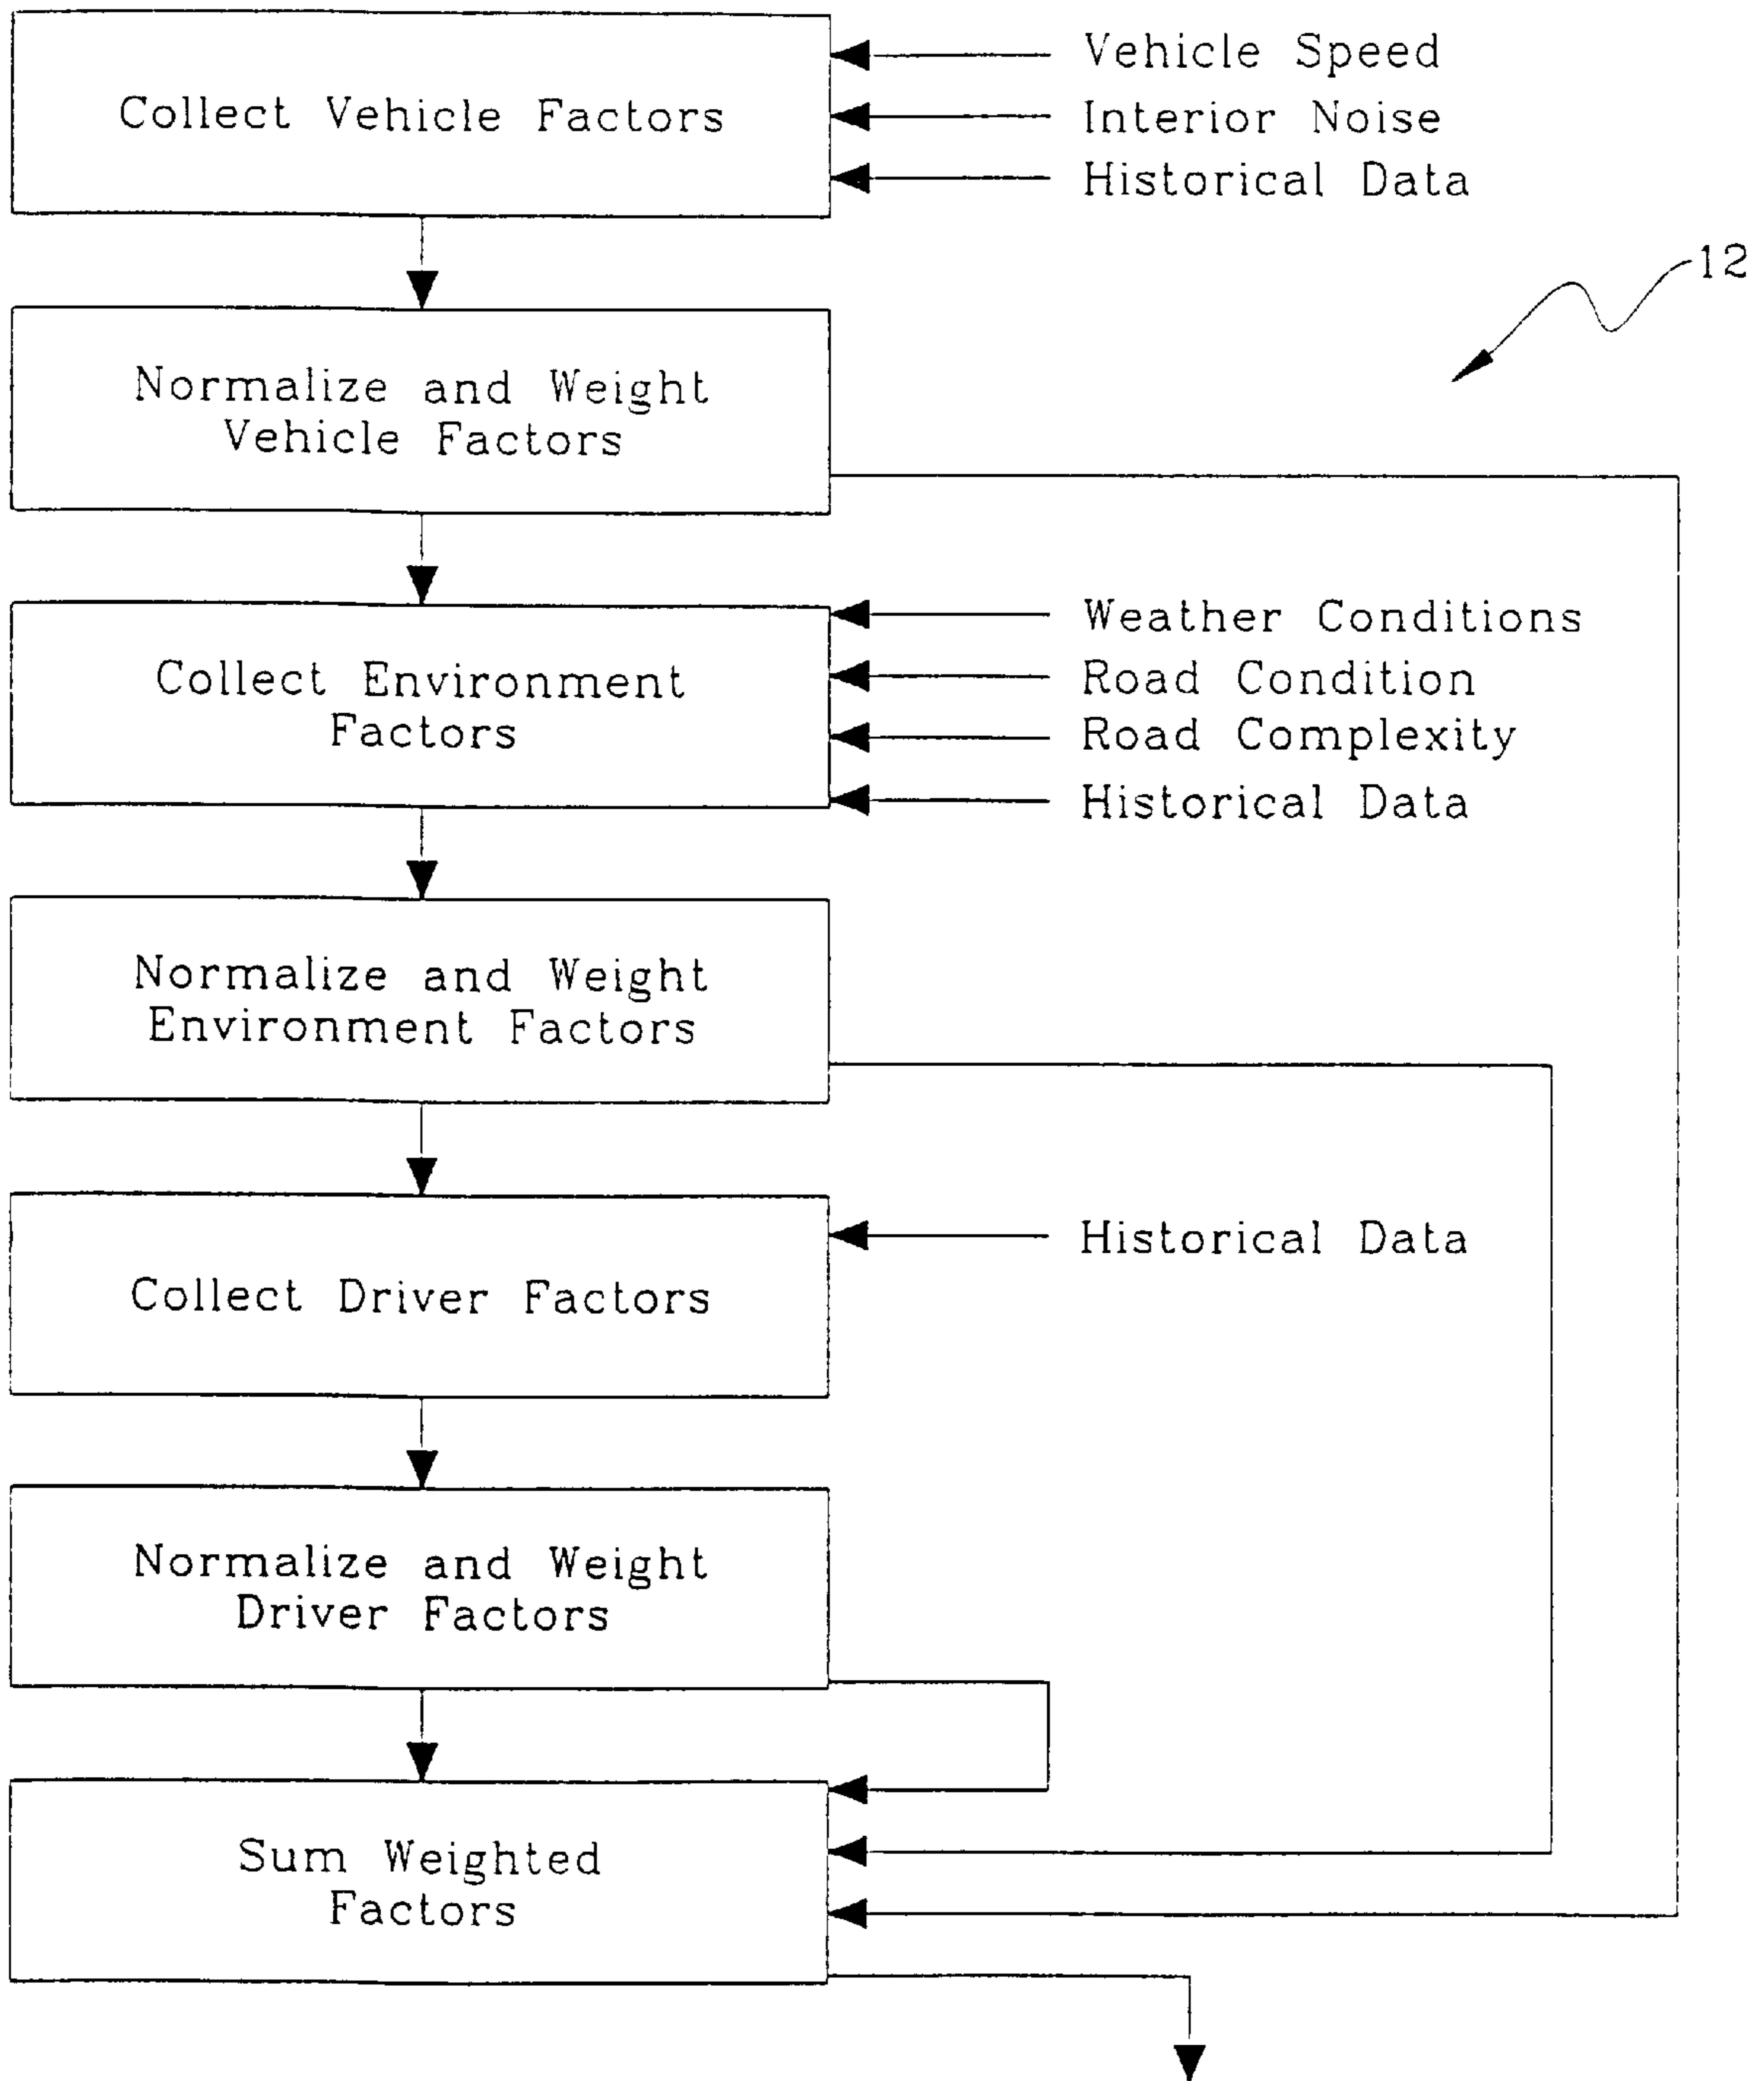 Collect Vehicle Factors
Vehicle Speed
Interior Noise
Historical Data
12
Normalize and Weight
Vehicle Factors
Collect Environment
Factors
Weather Conditions
Road Condition
Road Complexity
Historical Data
Normalize and Weight
Environment Factors
Collect Driver Factors
Historical Data
Normalize and Weight
Driver Factors
Sum Weighted
Factors